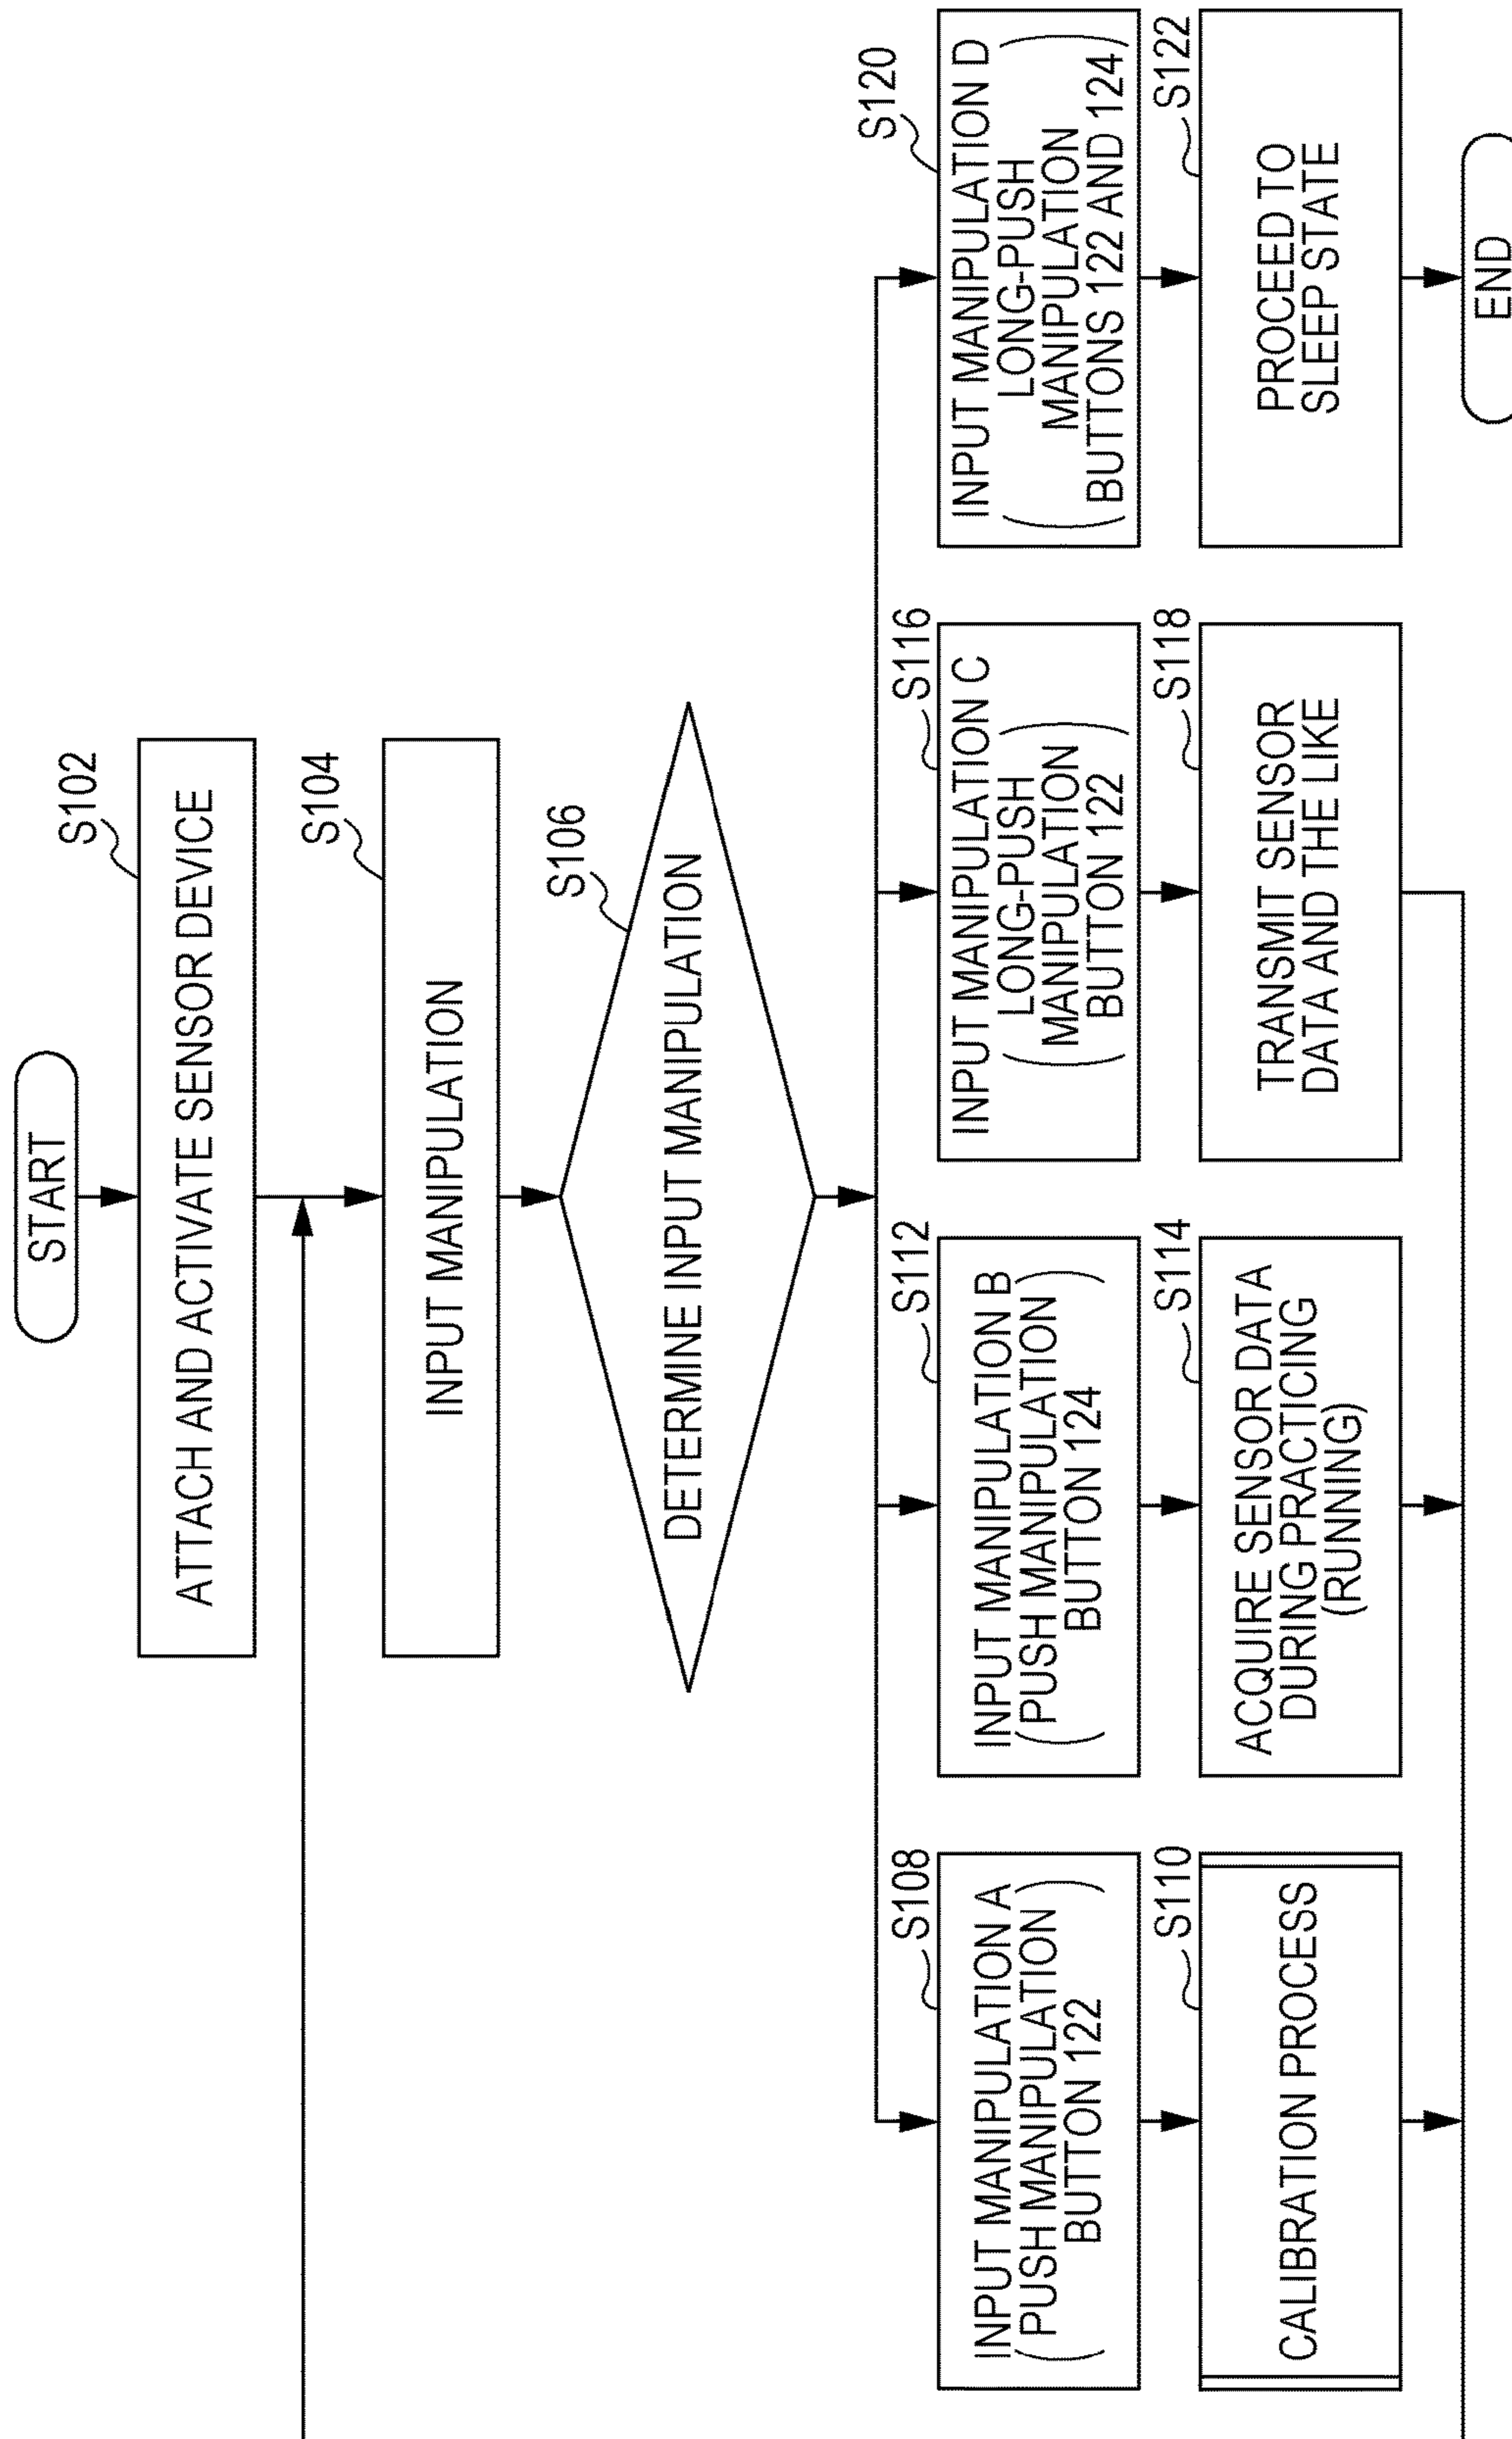 START
S102
ATTACH AND ACTIVATE SENSOR DEVICE
S104
INPUT MANIPULATION
S106
DETERMINE INPUT MANIPULATION
S108
INPUT MANIPULATION A
(PUSH MANIPULATION
BUTTON 122)
S110
CALIBRATION PROCESS
S112
INPUT MANIPULATION B
(PUSH MANIPULATION
BUTTON 124)
S114
ACQUIRE SENSOR DATA
DURING PRACTICING
(RUNNING)
S116
INPUT MANIPULATION C
(LONG-PUSH
MANIPULATION
BUTTON 122)
S118
TRANSMIT SENSOR
DATA AND THE LIKE
S120
INPUT MANIPULATION D
(LONG-PUSH
MANIPULATION
BUTTONS 122 AND 124)
S122
PROCEED TO
SLEEP STATE
END